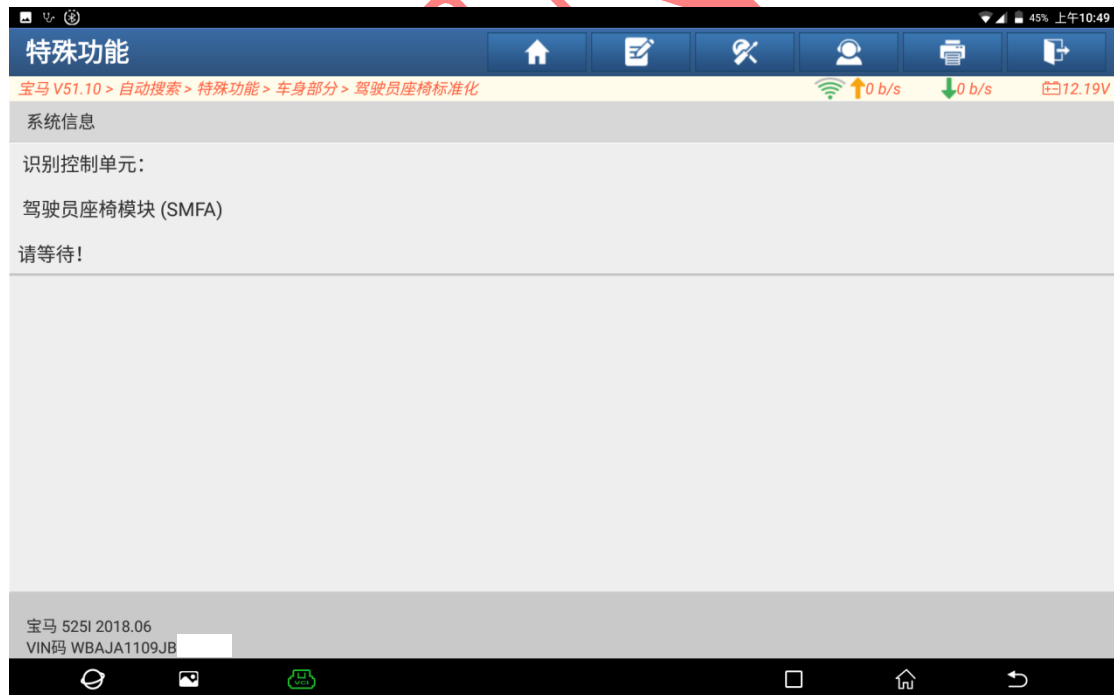 45% 上午10:49
特殊功能
宝马 V51.10 > 自动搜索 > 特殊功能 > 车身部分 > 驾驶员座椅标准化 0 b/s 0 b/s 12.19V
系统信息
识别控制单元：
驾驶员座椅模块 (SMFA)
请等待！
宝马 525I 2018.06
VIN码 WBAJA1109JB
VCI